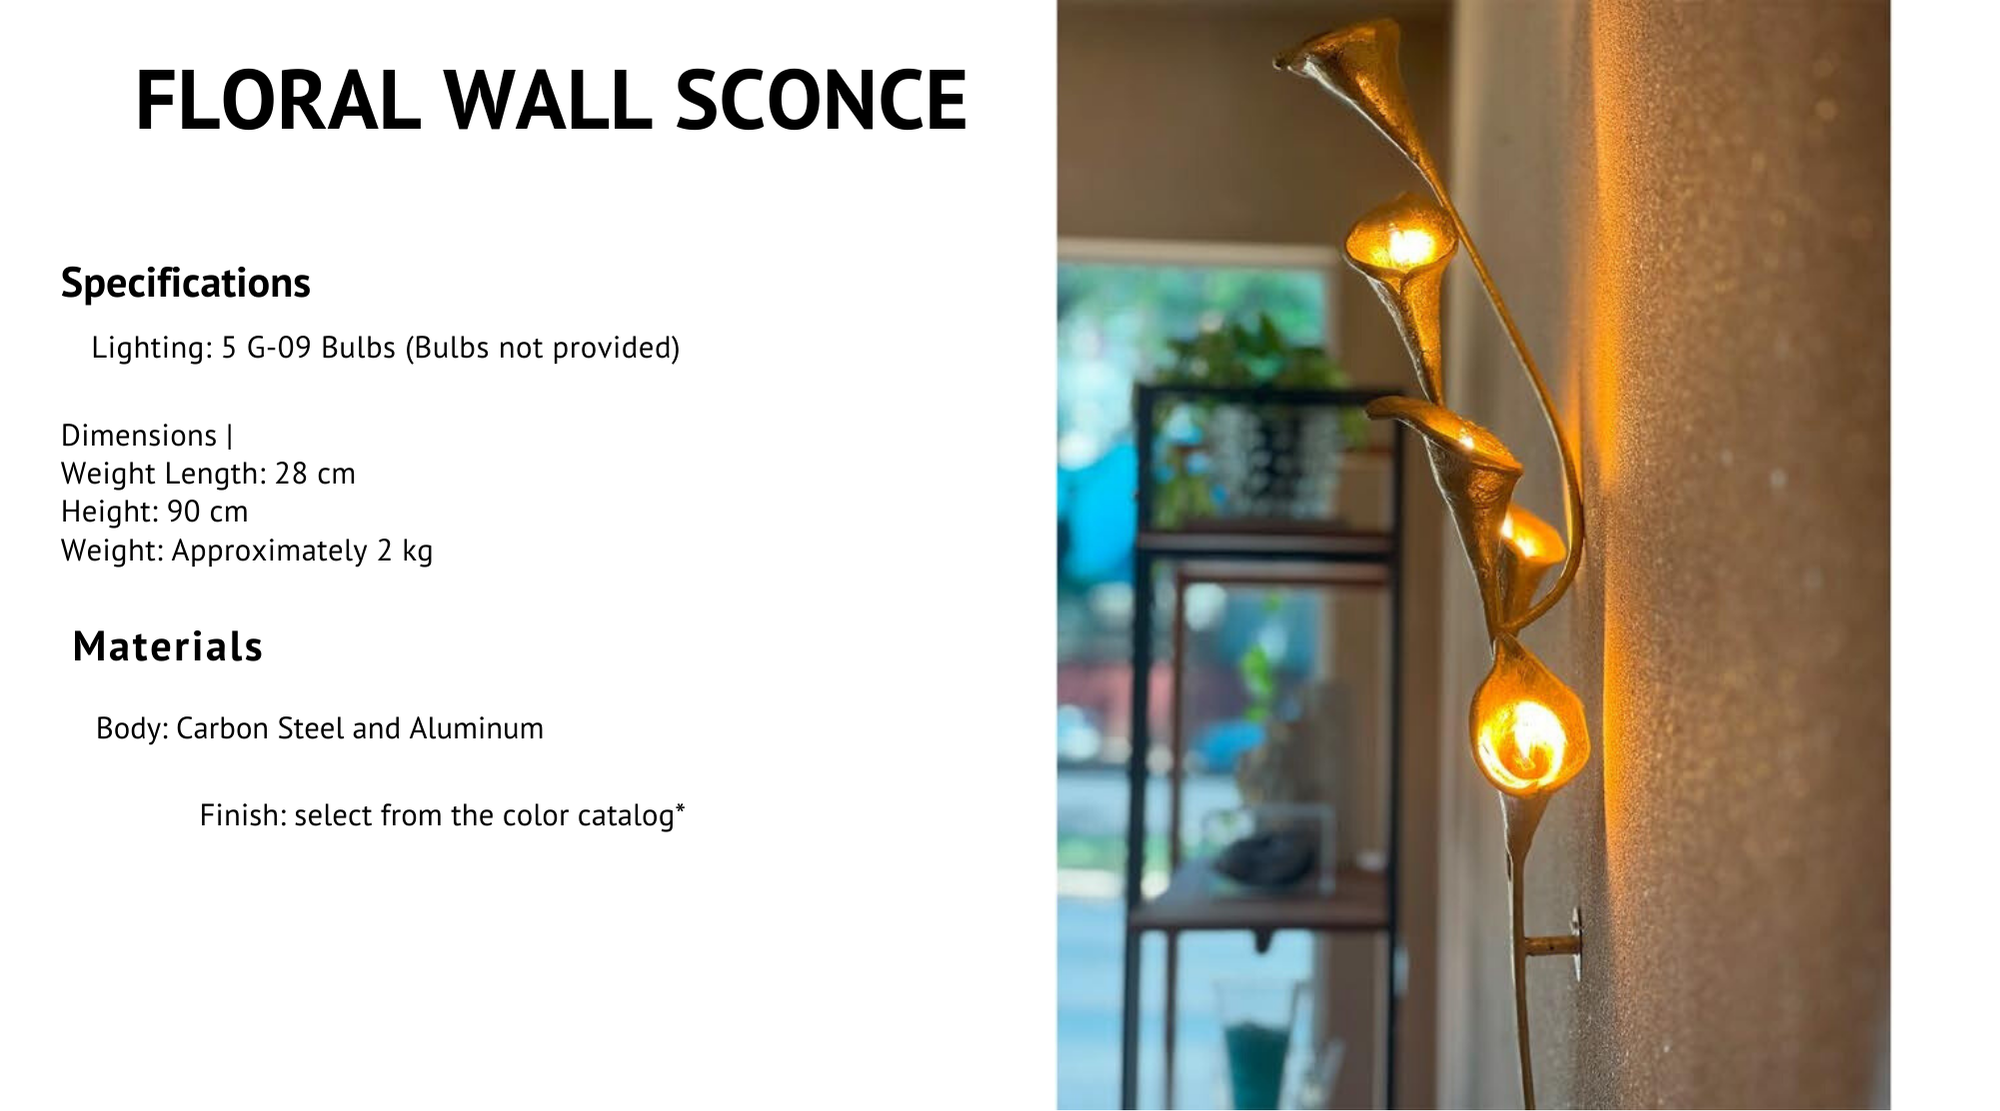 FLORAL WALL SCONCE
Specifications
Lighting: 5 G-09 Bulbs (Bulbs not provided)
Dimensions |
Weight Length: 28 cm
Height: 90 cm
Weight: Approximately 2 kg
Materials
Body: Carbon Steel and Aluminum
Finish: select from the color catalog*